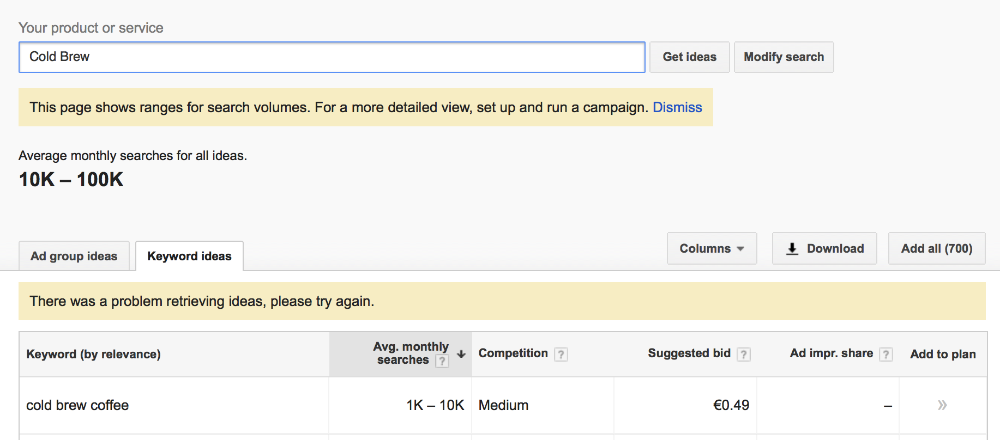 Your product or service
Cold Brew
Get ideas
Modify search
This page shows ranges for search volumes. For a more detailed view, set up and run a campaign. Dismiss
Average monthly searches for all ideas.
10K – 100K
Ad group ideas
Keyword ideas
Columns
Download
Add all (700)
There was a problem retrieving ideas, please try again.
Keyword (by relevance)
Avg. monthly
searches ?
Competition ?
Suggested bid ?
Ad impr. share ?
Add to plan
cold brew coffee
1K – 10K
Medium
€0.49
–
»